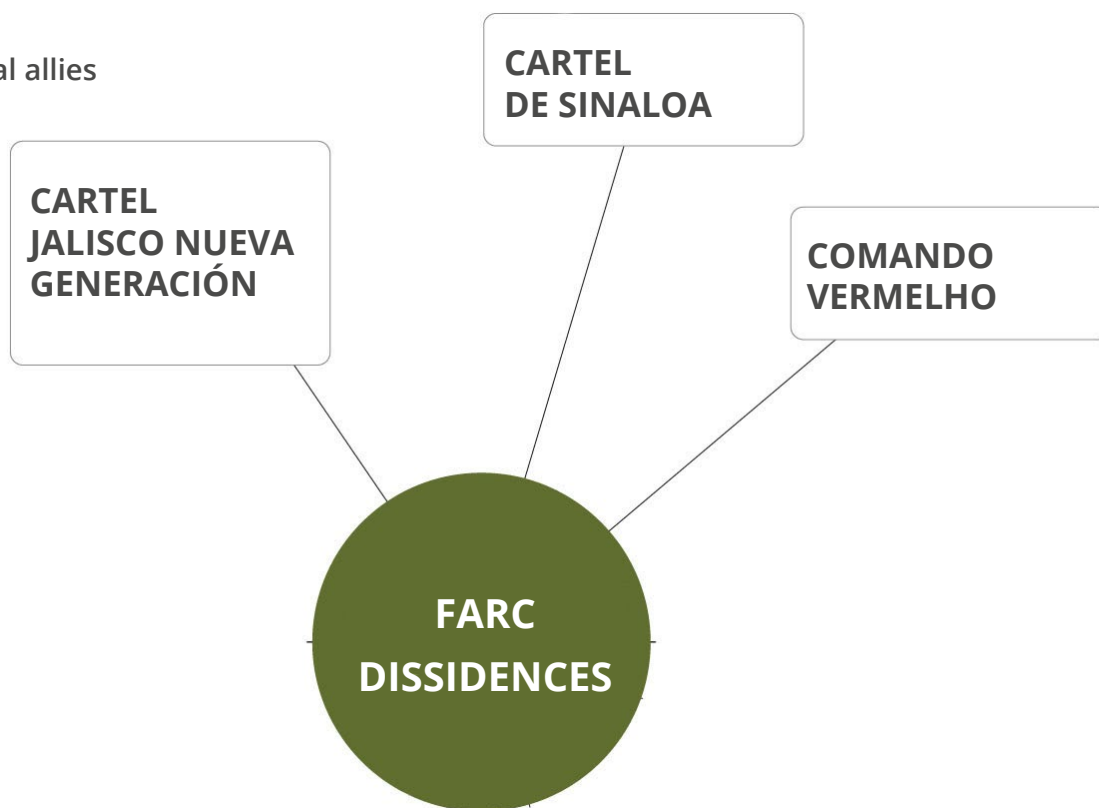 al allies
CARTEL
DE SINALOA
CARTEL
JALISCO NUEVA
GENERACIÓN
COMANDO
VERMELHO
FARC
DISSIDENCES